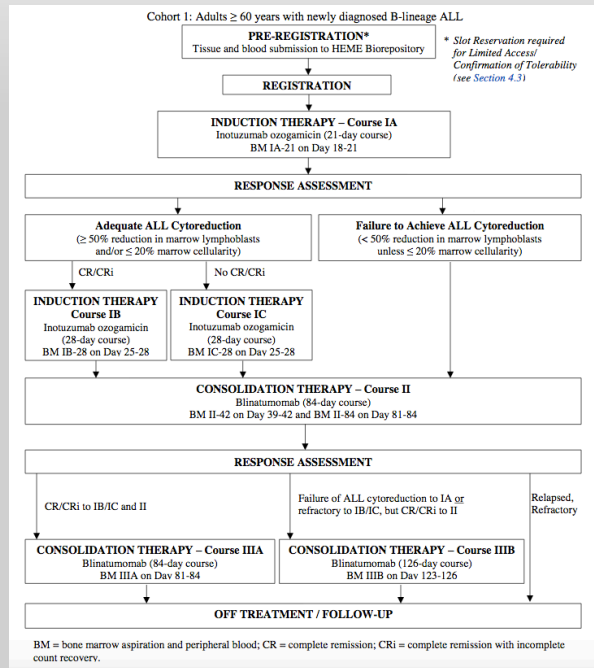 Cohort 1: Adults ≥ 60 years with newly diagnosed B-lineage ALL
PRE-REGISTRATION*
Tissue and blood submission to HEME Biorepository
* Slot Reservation required
for Limited Access/
Confirmation of Tolerability
(see Section 4.3)
REGISTRATION
INDUCTION THERAPY – Course IA
Inotuzumab ozogamicin (21-day course)
BM IA-21 on Day 18-21
RESPONSE ASSESSMENT
Adequate ALL Cytoreduction
(≥ 50% reduction in marrow lymphoblasts
and/or ≤ 20% marrow cellularity)
Failure to Achieve ALL Cytoreduction
(< 50% reduction in marrow lymphoblasts
unless ≤ 20% marrow cellularity)
CR/CRi
No CR/CRi
INDUCTION THERAPY
Course IB
Inotuzumab ozogamicin
(28-day course)
BM IB-28 on Day 25-28
INDUCTION THERAPY
Course IC
Inotuzumab ozogamicin
(28-day course)
BM IC-28 on Day 25-28
CONSOLIDATION THERAPY – Course II
Blinatumomab (84-day course)
BM II-42 on Day 39-42 and BM II-84 on Day 81-84
RESPONSE ASSESSMENT
CR/CRi to IB/IC and II
Failure of ALL cytoreduction to IA or
refractory to IB/IC, but CR/CRi to II
Relapsed,
Refractory
CONSOLIDATION THERAPY – Course IIIA
Blinatumomab (84-day course)
BM IIIA on Day 81-84
CONSOLIDATION THERAPY – Course IIIB
Blinatumomab (126-day course)
BM IIIB on Day 123-126
OFF TREATMENT / FOLLOW-UP
BM = bone marrow aspiration and peripheral blood; CR = complete remission; CRi = complete remission with incomplete
count recovery.